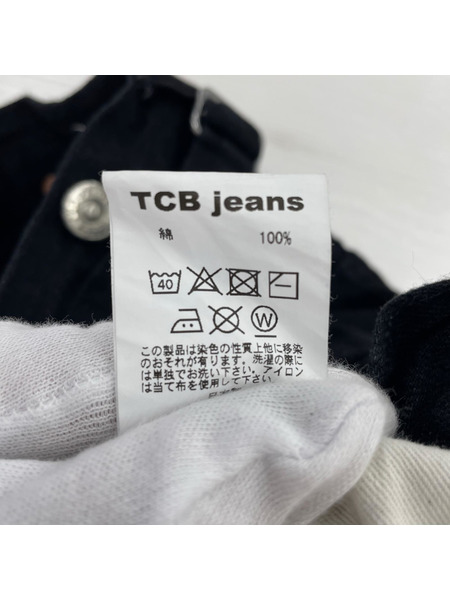 TCB jeans
綿 100%
40
W
この製品は染色の性質上他に移染
のおそれが有ります。洗濯の際に
は単独でお洗い下さい。アイロン
は当て布を使用して下さい。